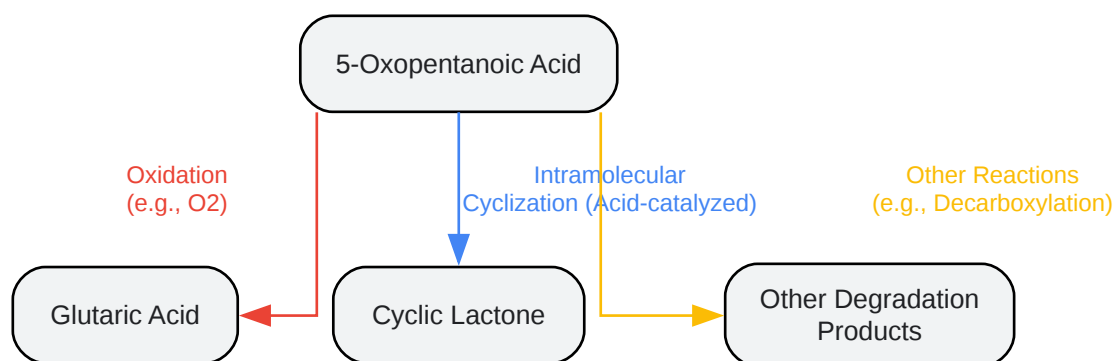 5-Oxopentanoic Acid
Oxidation
(e.g., O2)
Intramolecular
Cyclization (Acid-catalyzed)
Other Reactions
(e.g., Decarboxylation)
Glutaric Acid
Cyclic Lactone
Other Degradation
Products